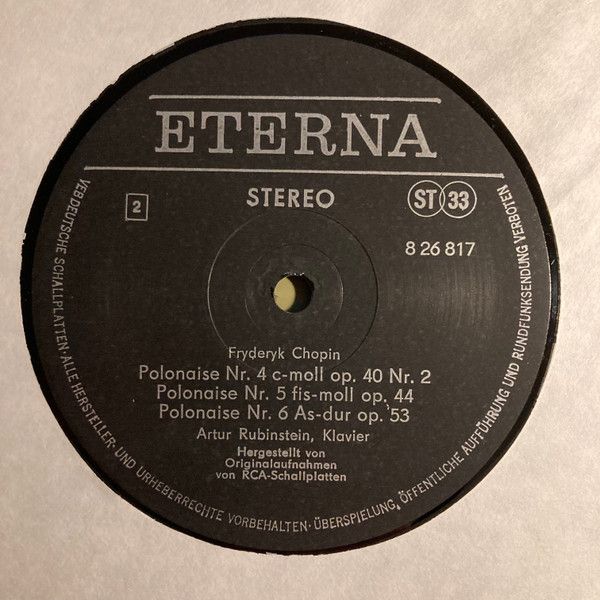 ETERNA
2
STEREO
ST 33
8 26 817
Fryderyk Chopin
Polonaise Nr. 4 c-moll op. 40 Nr. 2
Polonaise Nr. 5 fis-moll op. 44
Polonaise Nr. 6 As-dur op. 53
Artur Rubinstein, Klavier
Hergestellt von
Originalaufnahmen
von RCA-Schallplatten
VEB DEUTSCHE SCHALLPLATTEN · ALLE HERSTELLER- UND URHEBERRECHTE VORBEHALTEN · ÜBERSPIELUNG, ÖFFENTLICHE AUFFÜHRUNG UND RUNDFUNKSENDUNG VERBOTEN